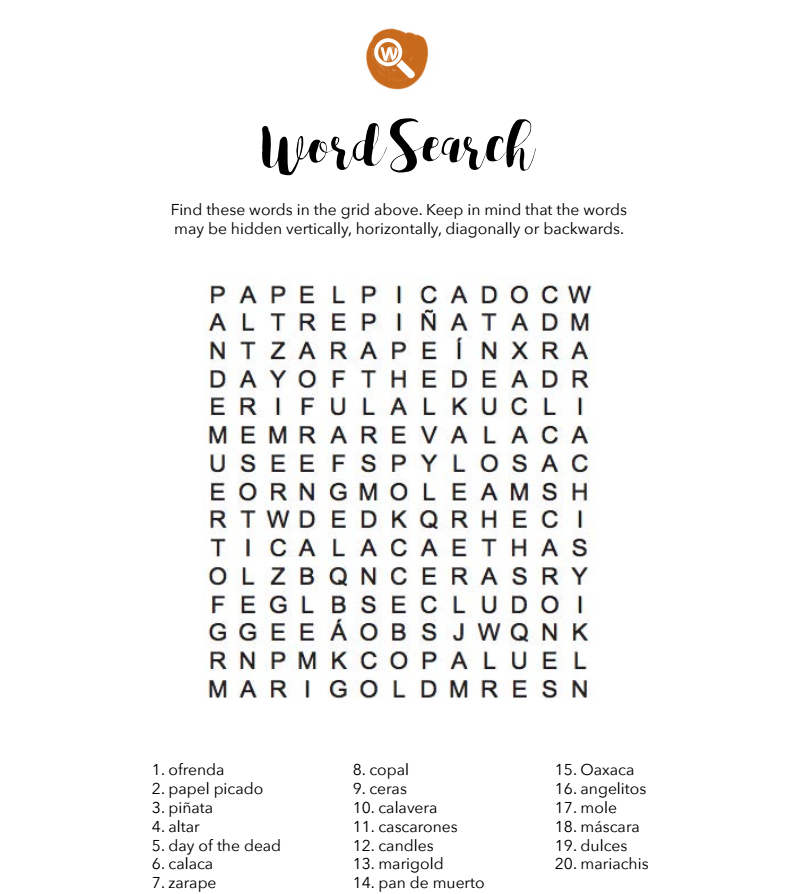 W
Word Search
Find these words in the grid above. Keep in mind that the words
may be hidden vertically, horizontally, diagonally or backwards.
P A P E L P I C A D O C W
A L T R E P I Ñ A T A D M
N T Z A R A P E Í N X R A
D A Y O F T H E D E A D R
E R I F U L A L K U C L I
M E M R A R E V A L A C A
U S E E F S P Y L O S A C
E O R N G M O L E A M S H
R T W D E D K Q R H E C I
T I C A L A C A E T H A S
O L Z B Q N C E R A S R Y
F E G L B S E C L U D O I
G G E E Á O B S J W Q N K
R N P M K C O P A L U E L
M A R I G O L D M R E S N
1. ofrenda
2. papel picado
3. piñata
4. altar
5. day of the dead
6. calaca
7. zarape
8. copal
9. ceras
10. calavera
11. cascarones
12. candles
13. marigold
14. pan de muerto
15. Oaxaca
16. angelitos
17. mole
18. máscara
19. dulces
20. mariachis